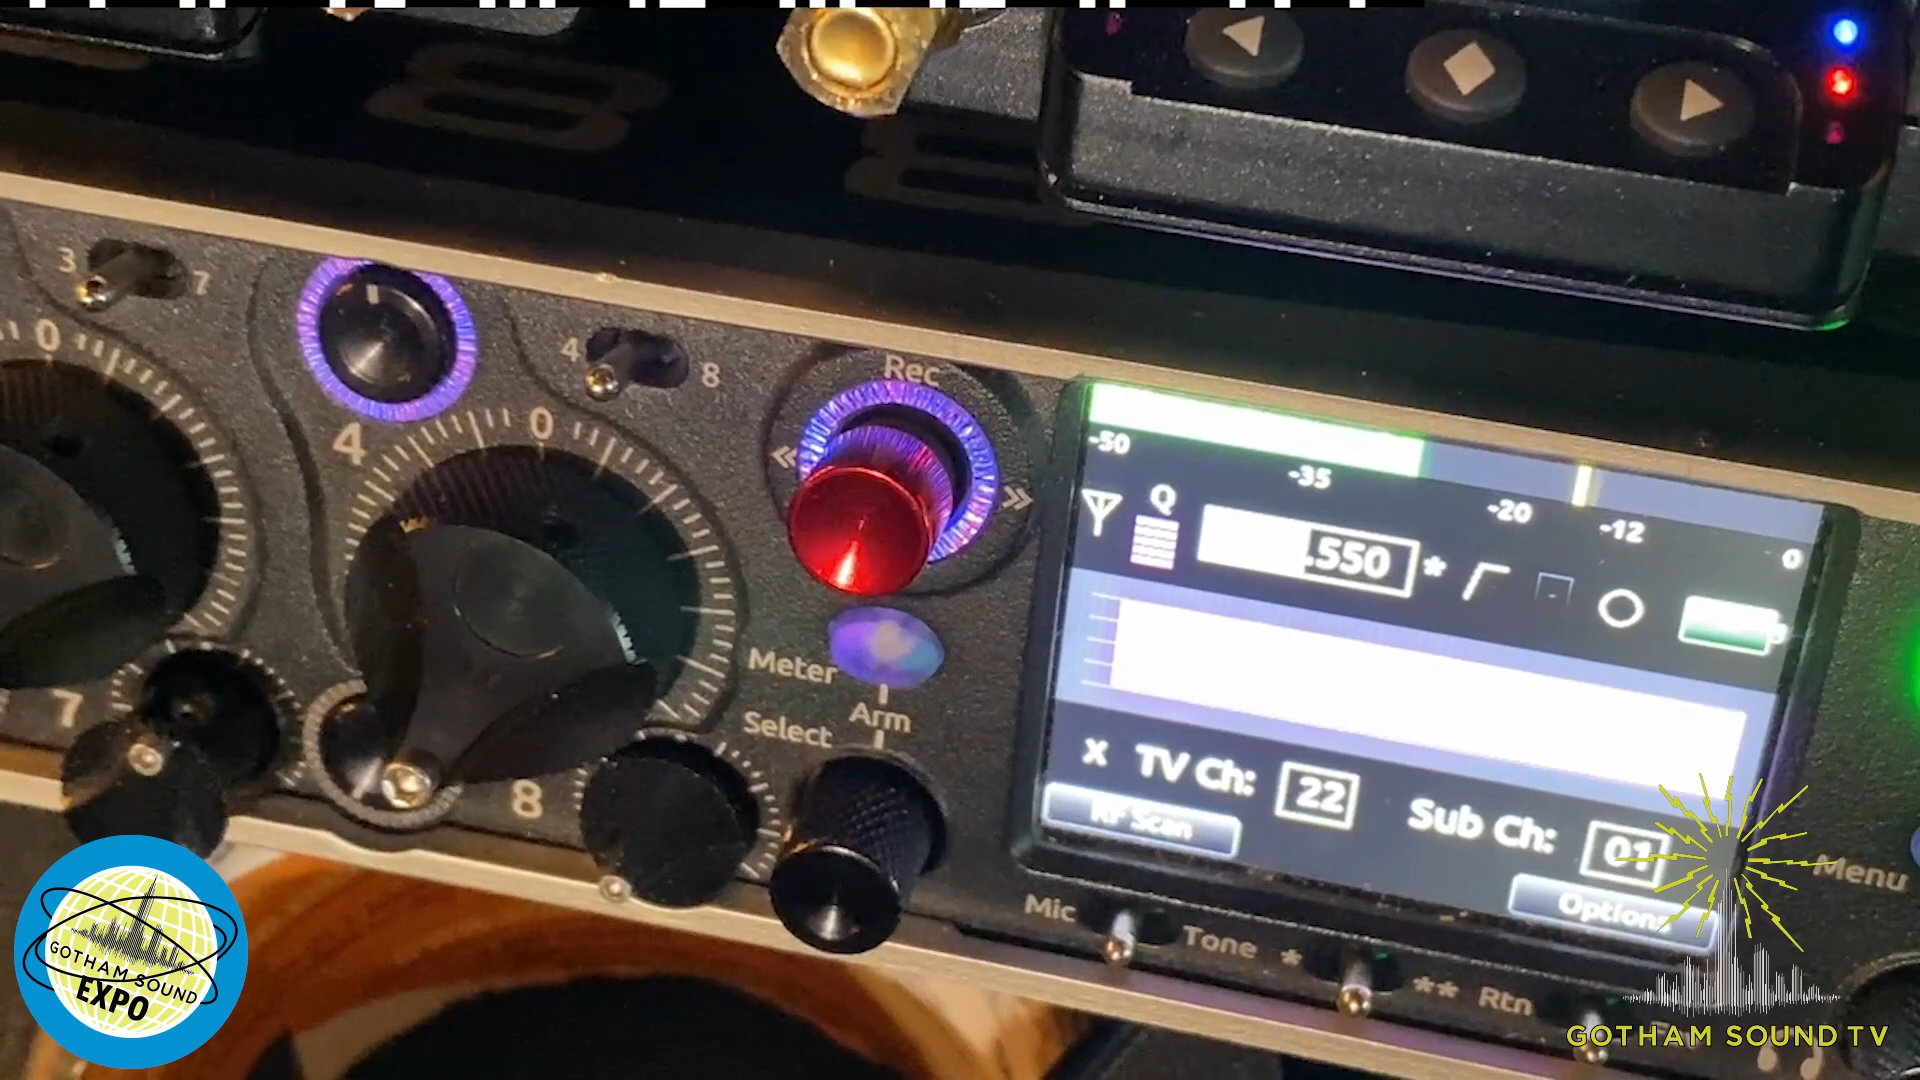 3 7
0
4 8
Rec
0
4
« »
-50 -35 -20 -12 0
Q .550 *
Meter
Select
Arm
7
8
X TV Ch: 22 Sub Ch: 01
RF Scan
Options
Menu
Mic Tone * ** Rtn
GOTHAM SOUND
EXPO
GOTHAM SOUND TV